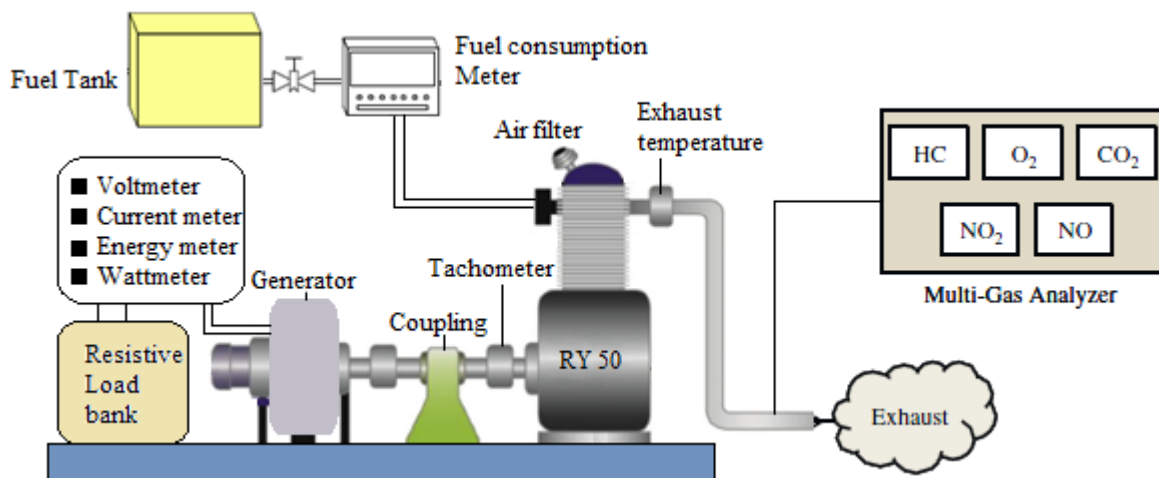 Fuel Tank
Fuel consumption
Meter
Air filter
Exhaust
temperature
HC
O₂
CO₂
NO₂
NO
Multi-Gas Analyzer
■ Voltmeter
■ Current meter
■ Energy meter
■ Wattmeter
Generator
Tachometer
Coupling
RY 50
Resistive
Load
bank
Exhaust